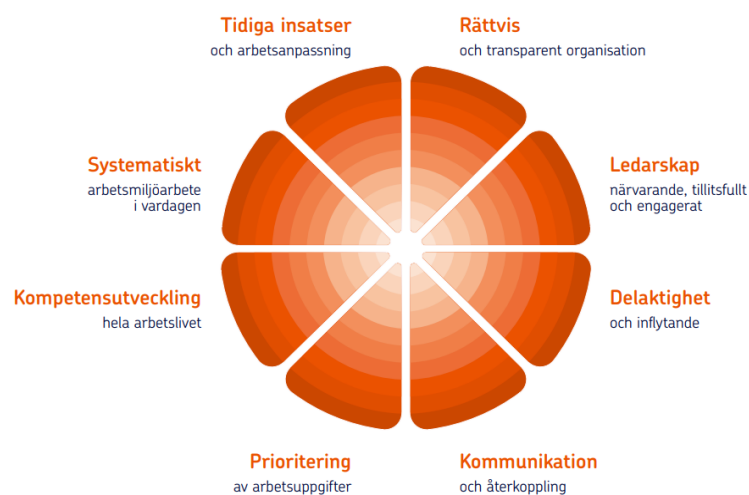 Tidiga insatser
och arbetsanpassning
Rättvis
och transparent organisation
Systematiskt
arbetsmiljöarbete
i vardagen
Ledarskap
närvarande, tillitsfullt
och engagerat
Kompetensutveckling
hela arbetslivet
Delaktighet
och inflytande
Prioritering
av arbetsuppgifter
Kommunikation
och återkoppling